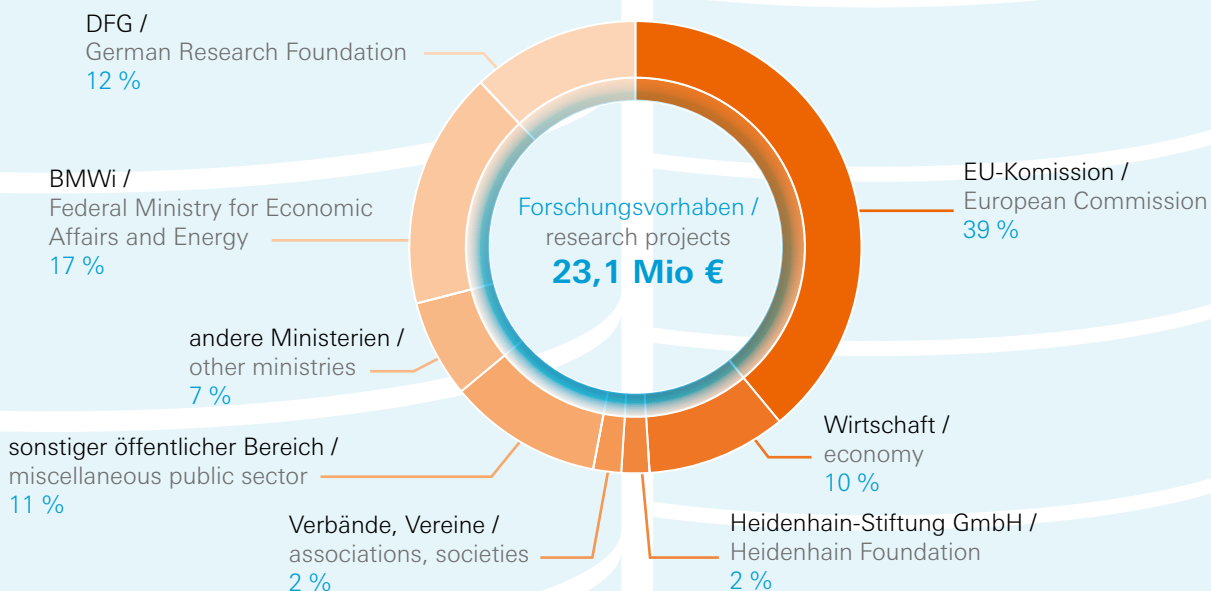 DFG /
German Research Foundation
12 %
BMWi /
Federal Ministry for Economic
Affairs and Energy
17 %
andere Ministerien /
other ministries
7 %
sonstiger öffentlicher Bereich /
miscellaneous public sector
11 %
Verbände, Vereine /
associations, societies
2 %
Forschungsvorhaben /
research projects
23,1 Mio €
EU-Komission /
European Commission
39 %
Wirtschaft /
economy
10 %
Heidenhain-Stiftung GmbH /
Heidenhain Foundation
2 %